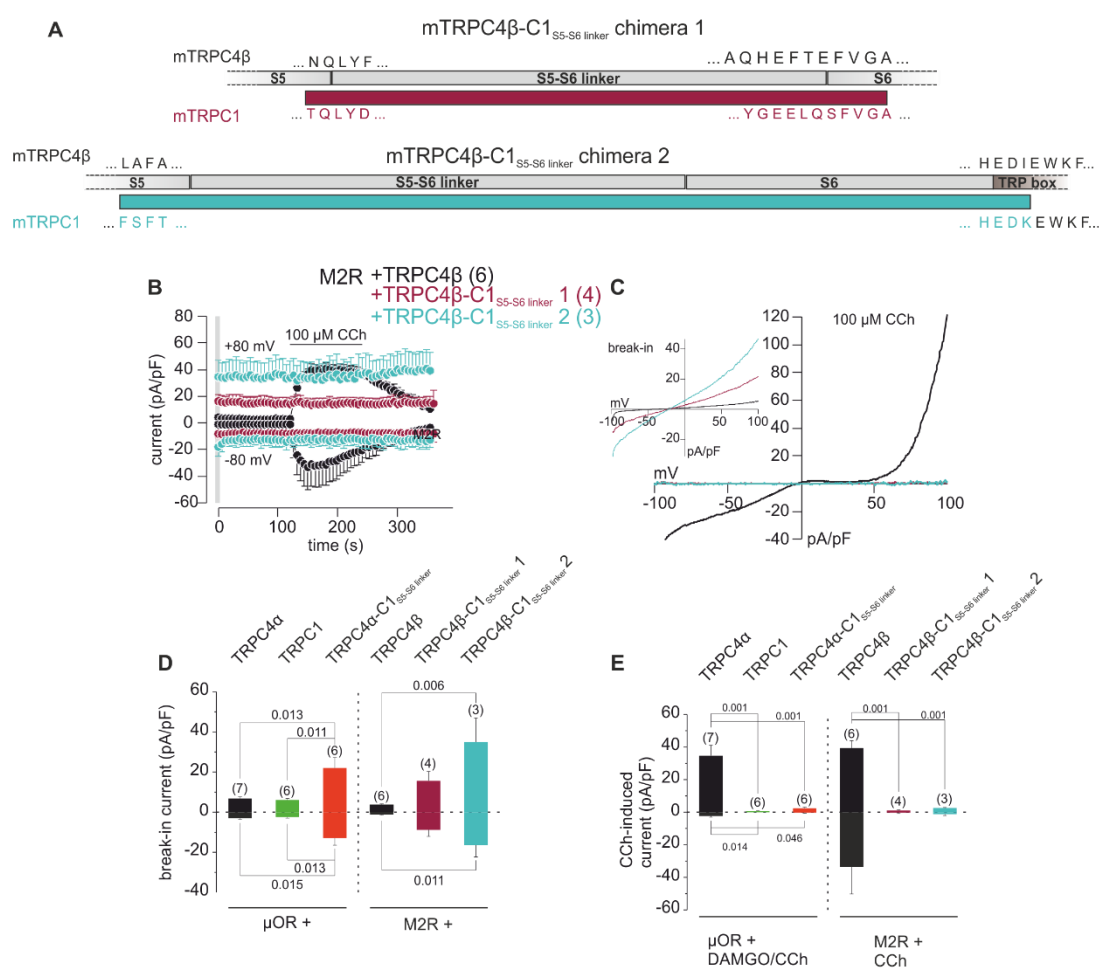 A
mTRPC4β-C1S5-S6 linker chimera 1
mTRPC4β
... N Q L Y F ...
... A Q H E F T E F V G A ...
S5
S5-S6 linker
S6
mTRPC1
... T Q L Y D ...
... Y G E E L Q S F V G A ...
mTRPC4β-C1S5-S6 linker chimera 2
mTRPC4β
... L A F A ...
... H E D I E W K F...
S5
S5-S6 linker
S6
TRP box
mTRPC1
... F S F T ...
... H E D K E W K F...
B
M2R +TRPC4β (6)
+TRPC4β-C1S5-S6 linker 1 (4)
+TRPC4β-C1S5-S6 linker 2 (3)
80
60
40
20
0
-20
-40
-60
current (pA/pF)
+80 mV
100 µM CCh
M2R
-80 mV
0
100
200
300
time (s)
C
100 µM CCh
break-in
40
20
-20
mV
-100
100
pA/pF
120
100
80
60
40
20
-20
-40
mV
-100
-50
50
100
pA/pF
D
TRPC4α
TRPC1
TRPC4α-C1S5-S6 linker
TRPC4β
TRPC4β-C1S5-S6 linker 1
TRPC4β-C1S5-S6 linker 2
break-in current (pA/pF)
60
40
20
0
-20
-40
0.013
0.011
0.006
(7)
(6)
(6)
(6)
(4)
(3)
0.013
0.015
0.011
µOR +
M2R +
E
TRPC4α
TRPC1
TRPC4α-C1S5-S6 linker
TRPC4β
TRPC4β-C1S5-S6 linker 1
TRPC4β-C1S5-S6 linker 2
CCh-induced
current (pA/pF)
60
40
20
0
-20
-40
-60
0.001
0.001
0.001
0.001
(7)
(6)
(6)
(6)
(4)
(3)
0.014
0.046
µOR +
DAMGO/CCh
M2R +
CCh